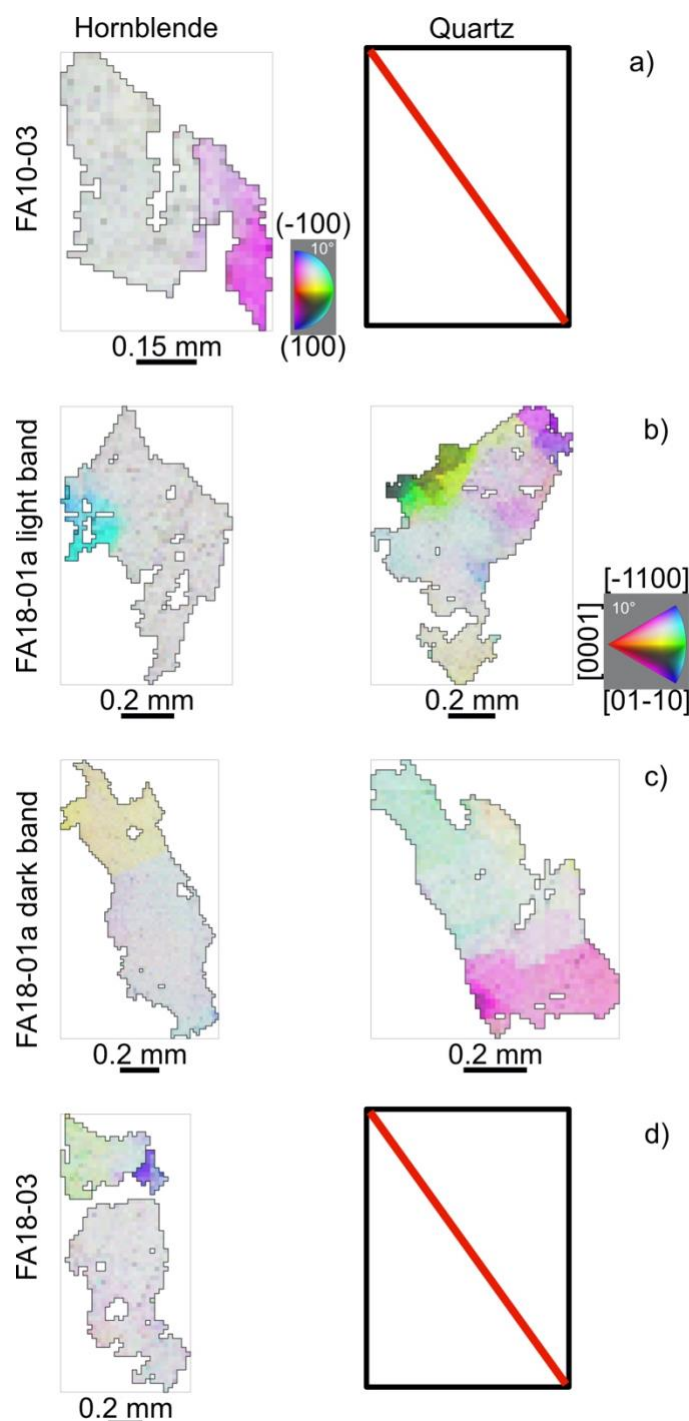 Hornblende
Quartz
a)
FA10-03
(-100)
10°
(100)
0.15 mm
b)
FA18-01a light band
[-1100]
10°
[0001]
[01-10]
0.2 mm
0.2 mm
c)
FA18-01a dark band
0.2 mm
0.2 mm
d)
FA18-03
0.2 mm